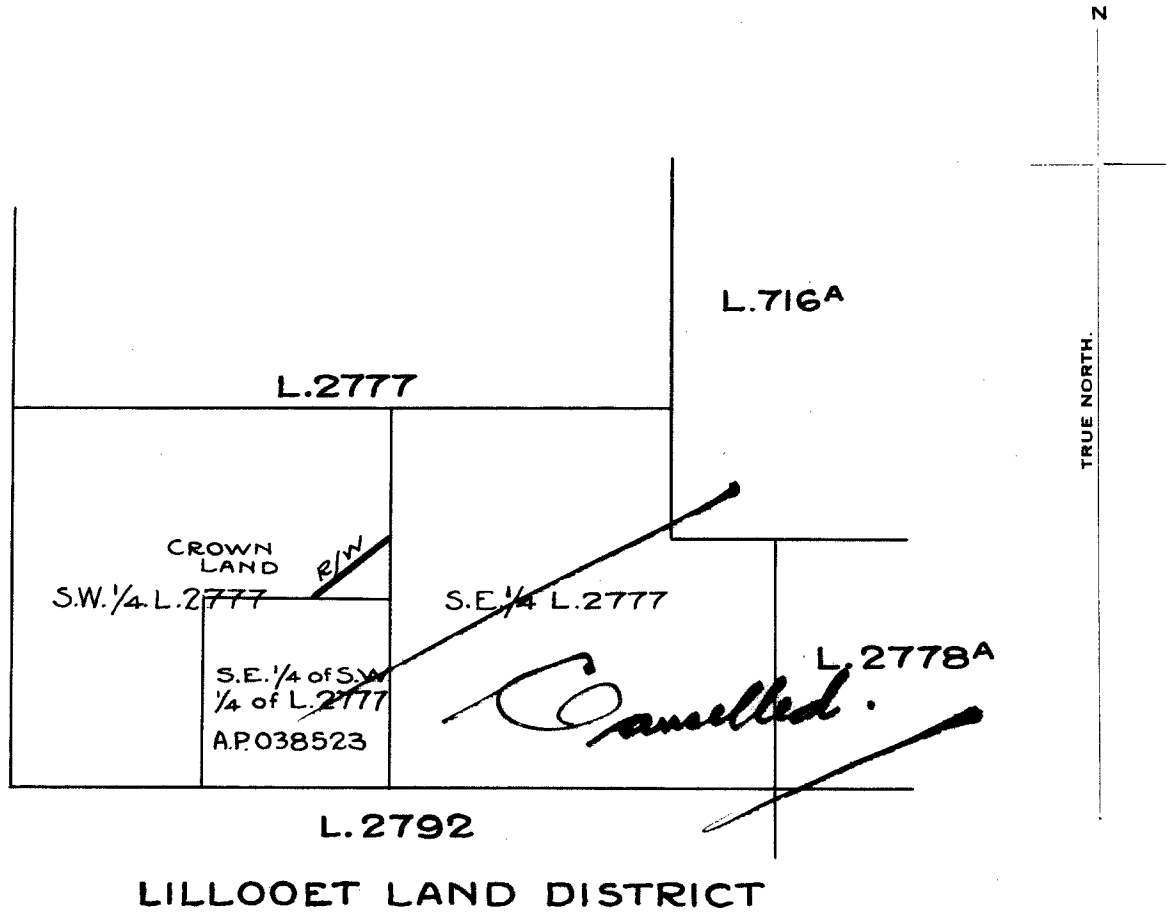 N
TRUE NORTH.
L.716A
L.2777
CROWN
LAND
R/W
S.W. 1/4. L.2777
S.E. 1/4 L.2777
S.E. 1/4 of S.W
1/4 of L.2777
A.P. 038523
L.2778A
Cancelled.
L.2792
LILLOOET LAND DISTRICT